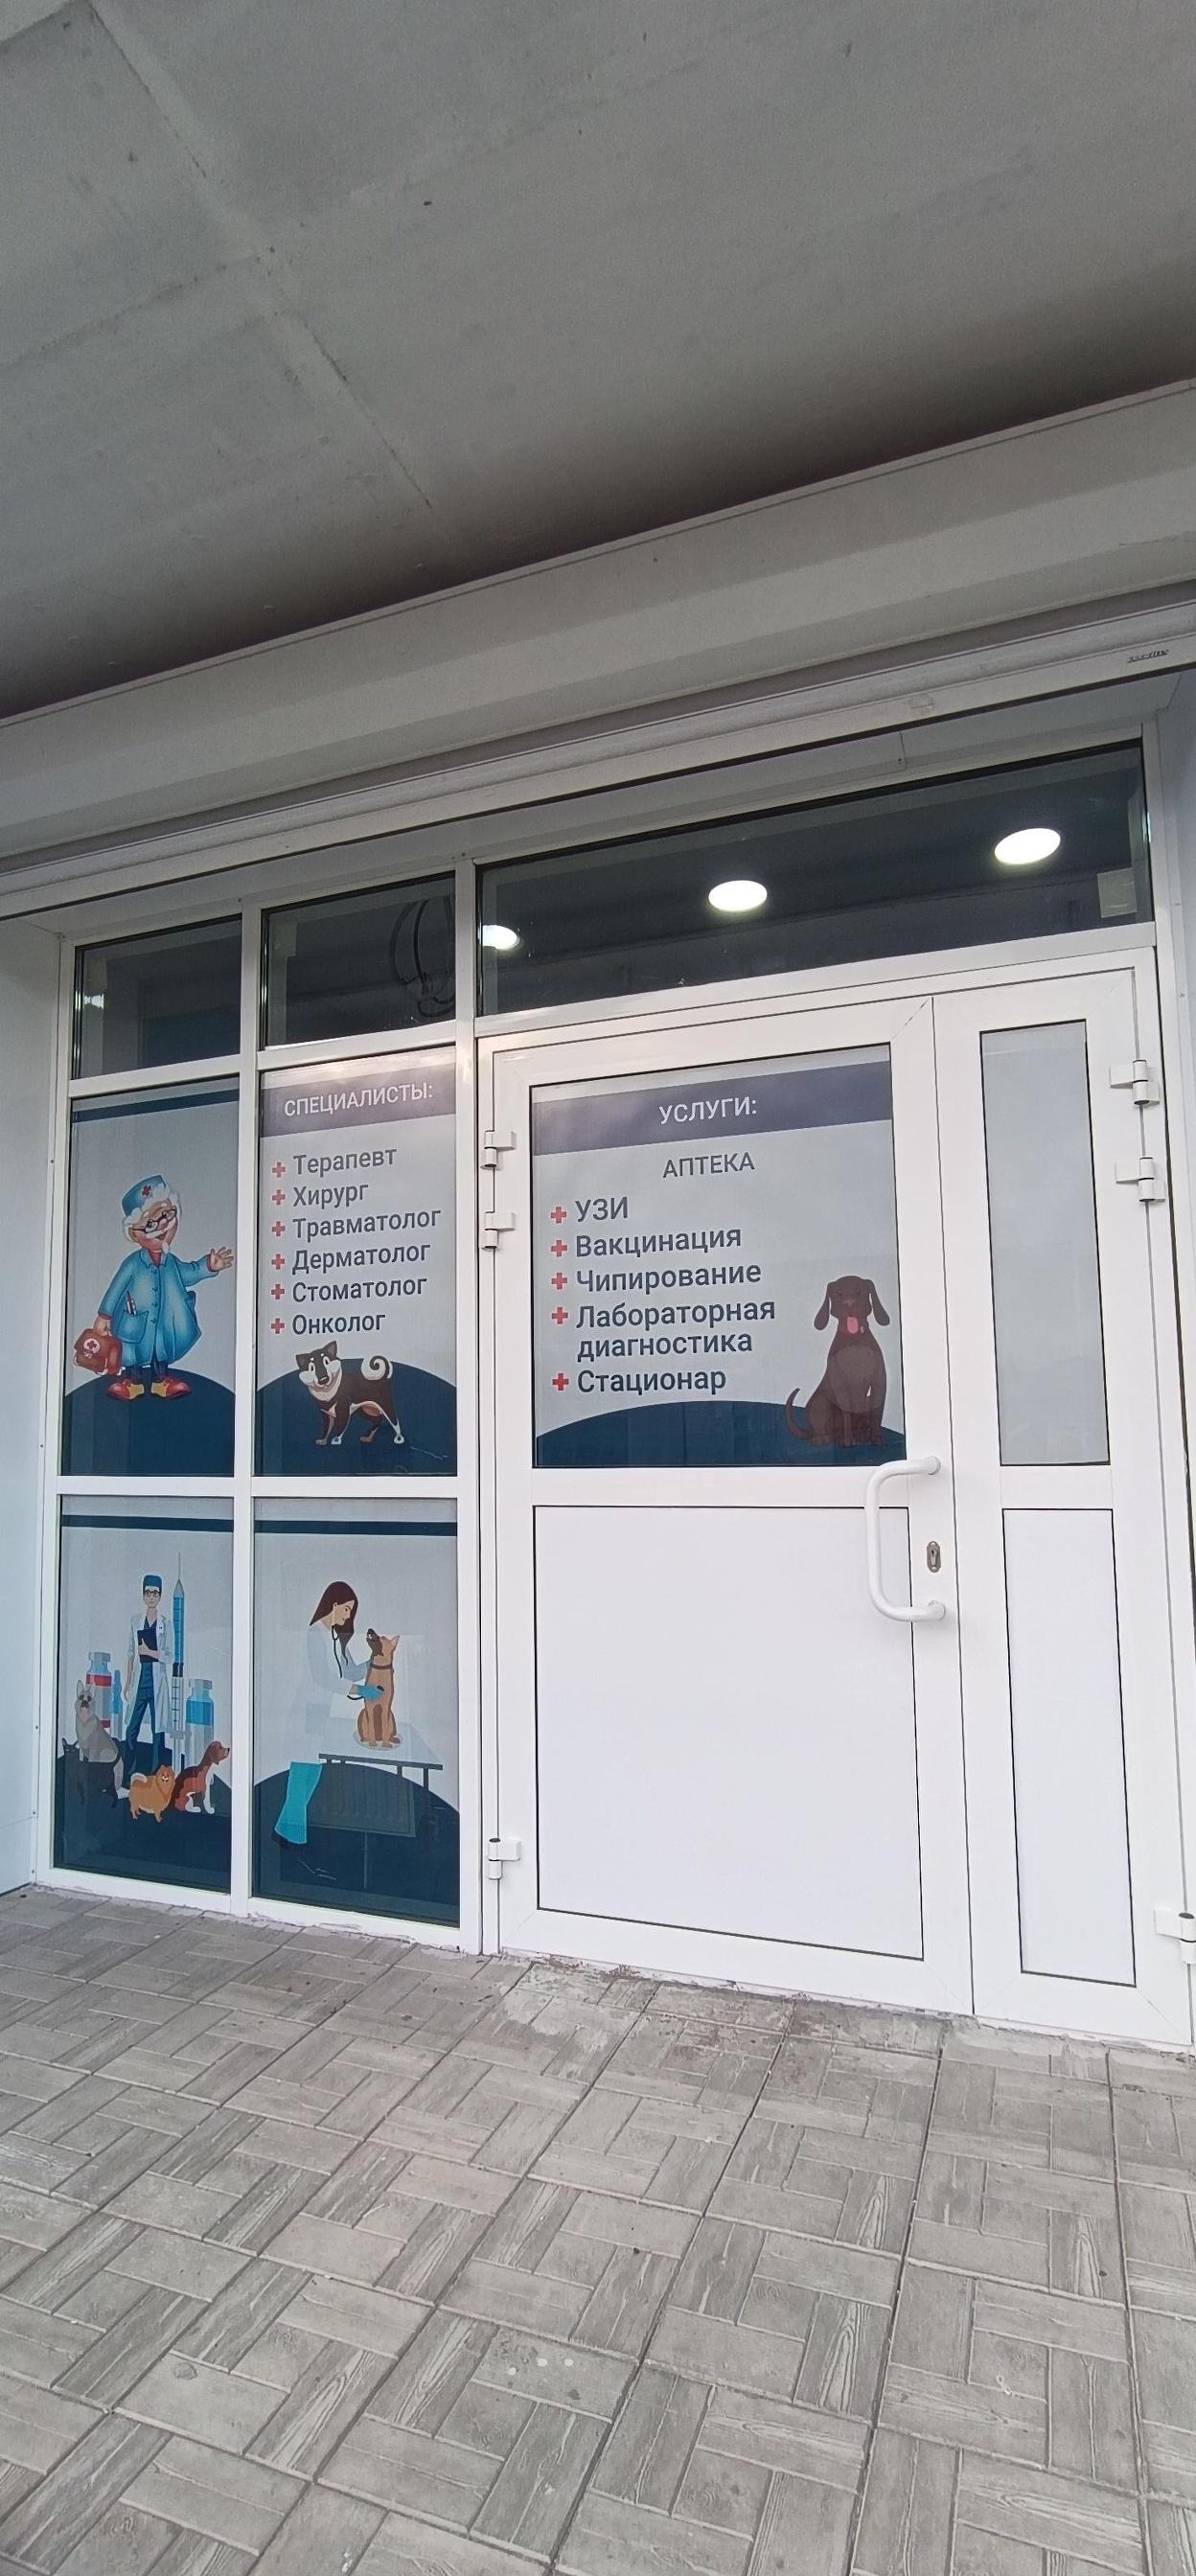 СПЕЦИАЛИСТЫ:
Терапевт
Хирург
Травматолог
Дерматолог
Стоматолог
Онколог
УСЛУГИ:
АПТЕКА
УЗИ
Вакцинация
Чипирование
Лабораторная
диагностика
Стационар